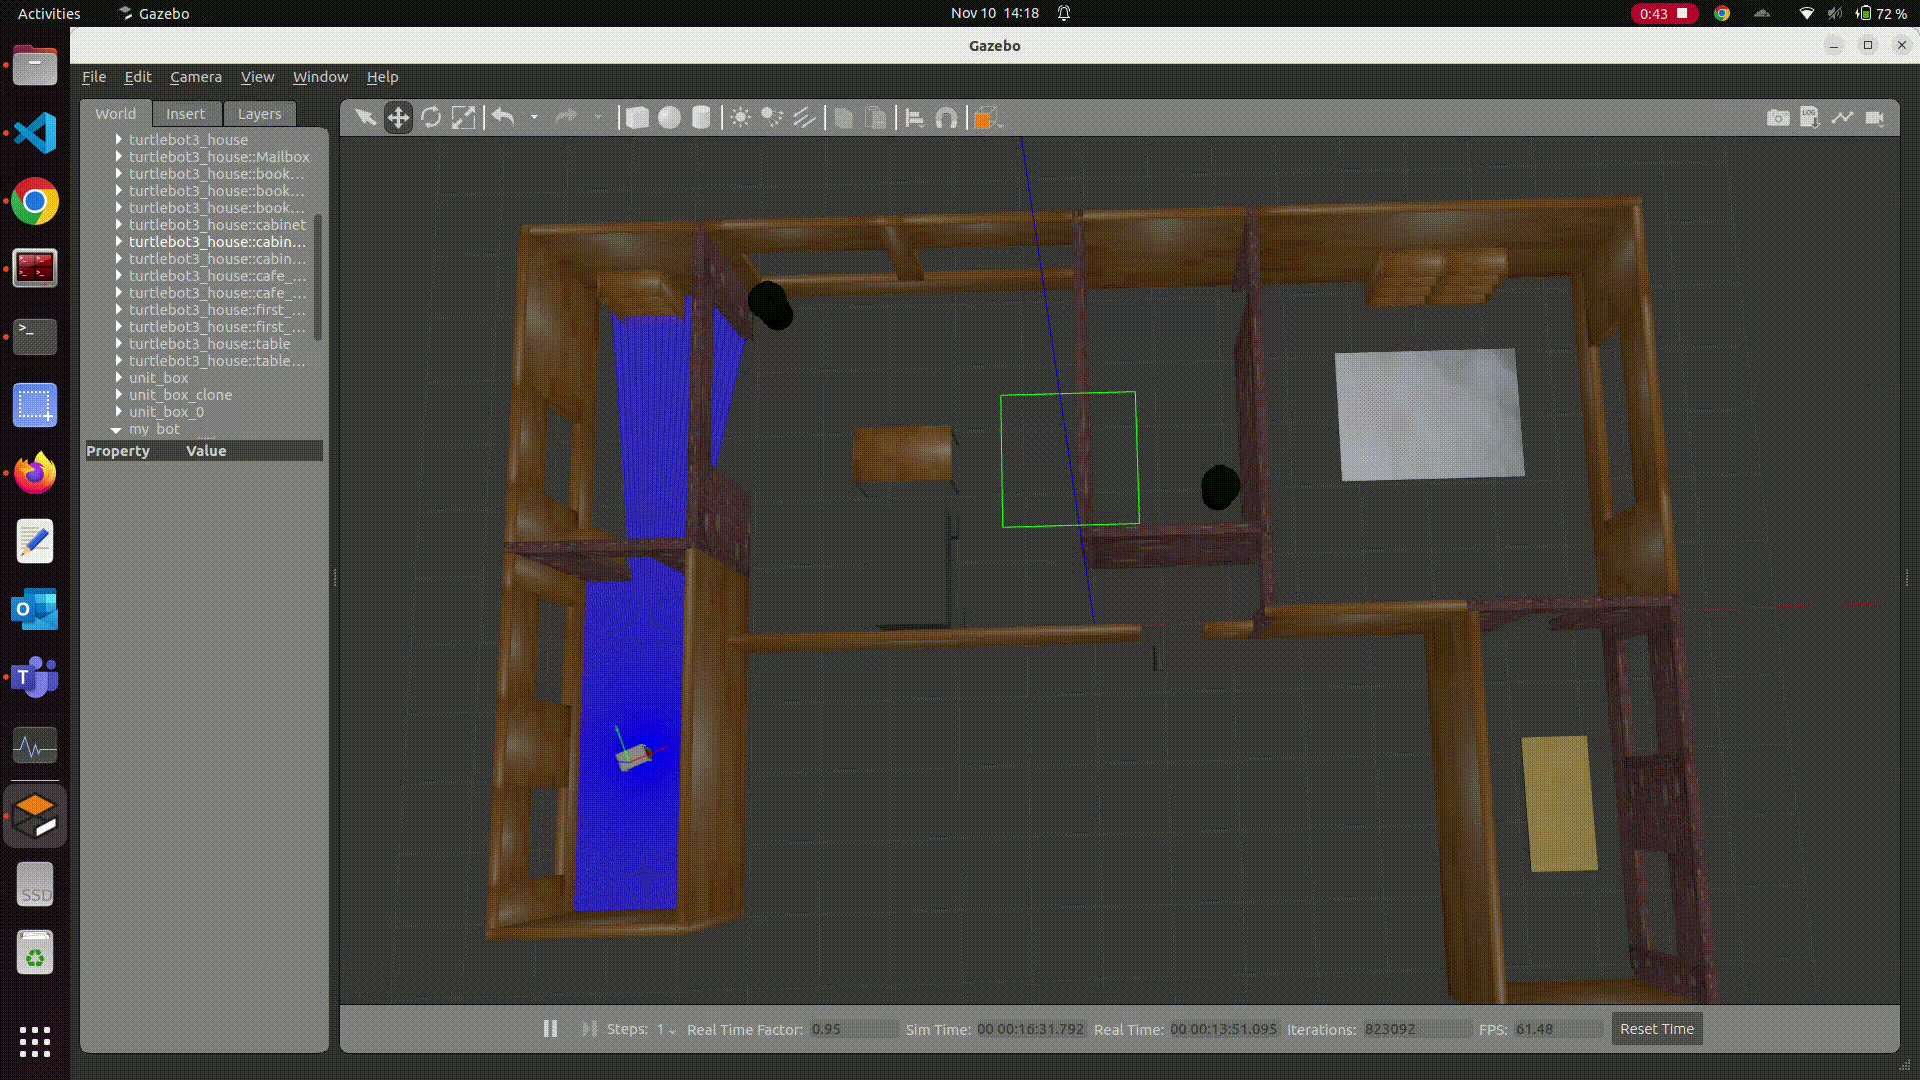 Activities
Gazebo
Nov 10 14:18
0:43
72 %
Gazebo
File Edit Camera View Window Help
World Insert Layers
turtlebot3_house
turtlebot3_house::Mailbox
turtlebot3_house::book...
turtlebot3_house::book...
turtlebot3_house::book...
turtlebot3_house::cabinet
turtlebot3_house::cabin...
turtlebot3_house::cabin...
turtlebot3_house::cafe_...
turtlebot3_house::cafe_...
turtlebot3_house::first_...
turtlebot3_house::first_...
turtlebot3_house::table
turtlebot3_house::table...
unit_box
unit_box_clone
unit_box_0
my_bot
Property Value
LOG
SSD
Steps: 1 Real Time Factor: 0.95 Sim Time: 00 00:16:31.792 Real Time: 00 00:13:51.095 Iterations: 823092 FPS: 61.48 Reset Time